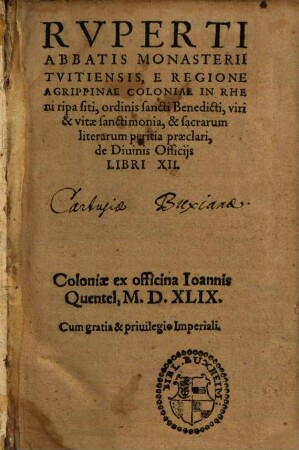 RVPERTI
ABBATIS MONASTERII
TVITIENSIS, E REGIONE
AGRIPPINAE COLONIAE IN RHE
ni ripa siti, ordinis sancti Benedicti, viri
& vitæ sanctimonia, & sacrarum
literarum peritia præclari,
de Diuinis Officijs
LIBRI XII.
Cartusiæ Buxianæ
Coloniæ ex officina Ioannis
Quentel, M. D. XLIX.
Cum gratia & priuilegio Imperiali.
BIBL. BUXHEIM: